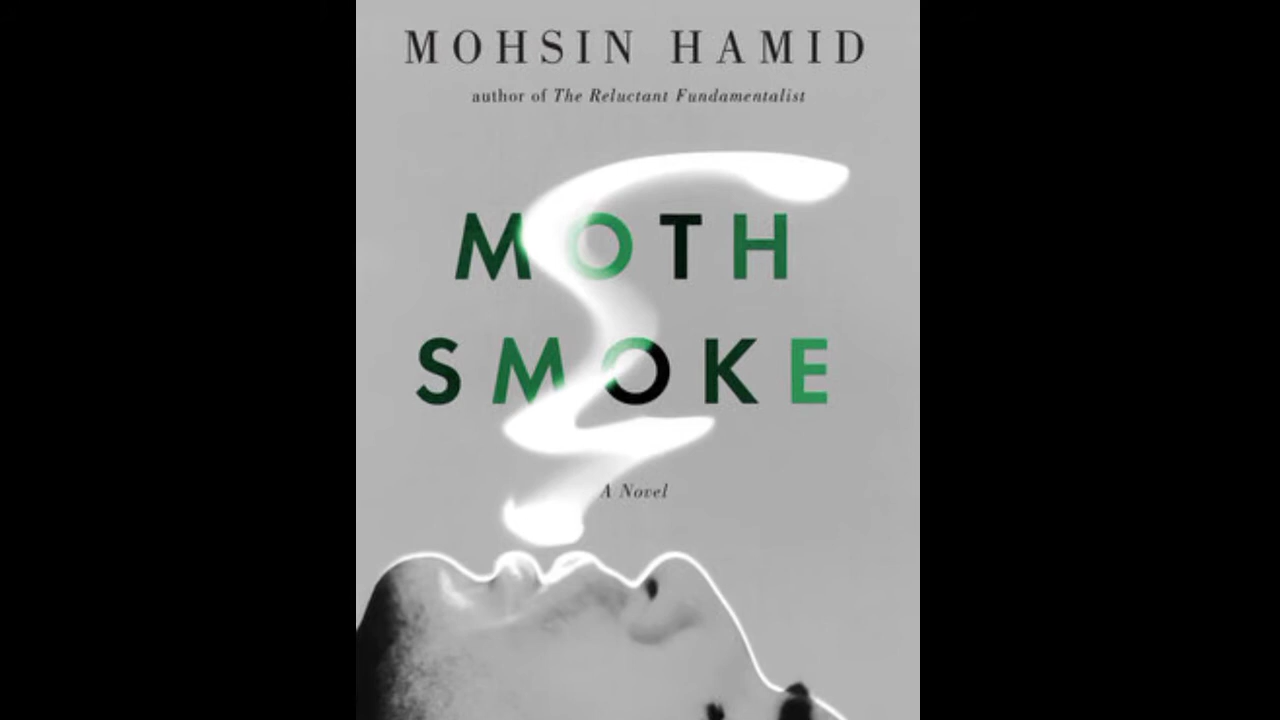 MOHSIN HAMID
author of The Reluctant Fundamentalist
MOTH
SMOKE
A Novel